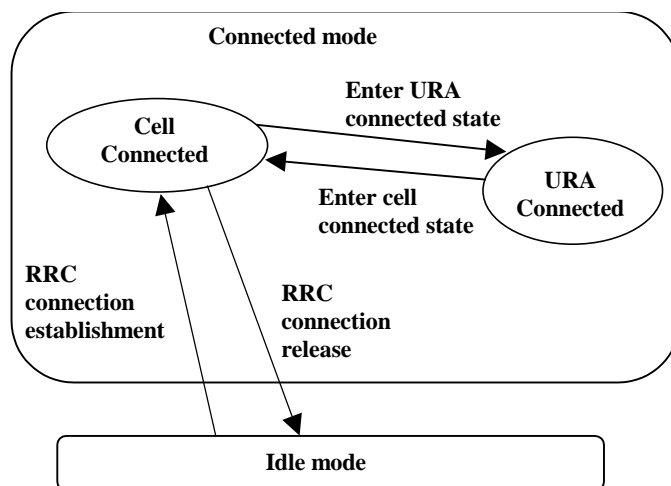 Connected mode
Enter URA
connected state
Cell
Connected
URA
Connected
Enter cell
connected state
RRC
connection
establishment
RRC
connection
release
Idle mode